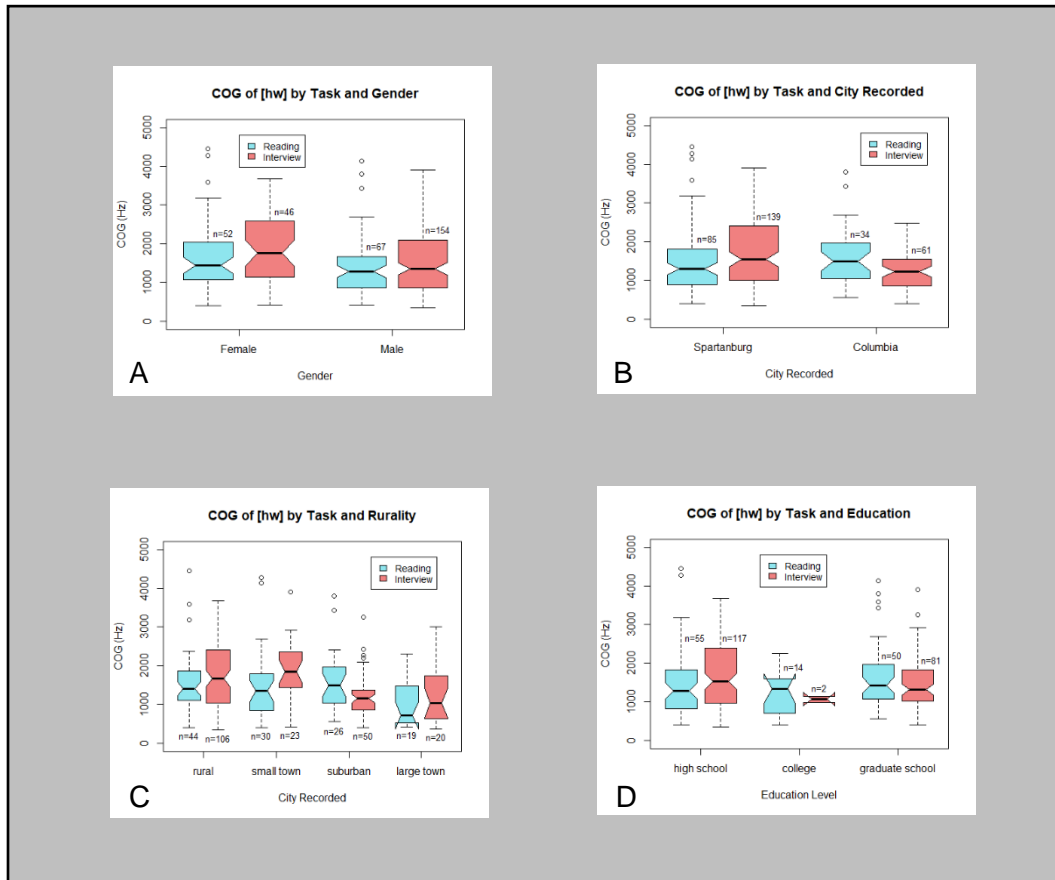 COG of [hw] by Task and Gender
COG (Hz)
0
1000
2000
3000
4000
5000
Reading
Interview
n=52
n=46
n=67
n=154
Female
Male
Gender
A
COG of [hw] by Task and City Recorded
COG (Hz)
0
1000
2000
3000
4000
5000
Reading
Interview
n=85
n=139
n=34
n=61
Spartanburg
Columbia
City Recorded
B
COG of [hw] by Task and Rurality
COG (Hz)
0
1000
2000
3000
4000
5000
Reading
Interview
n=44
n=106
n=30
n=23
n=26
n=50
n=19
n=20
rural
small town
suburban
large town
City Recorded
C
COG of [hw] by Task and Education
COG (Hz)
0
1000
2000
3000
4000
5000
Reading
Interview
n=55
n=117
n=14
n=2
n=50
n=81
high school
college
graduate school
Education Level
D